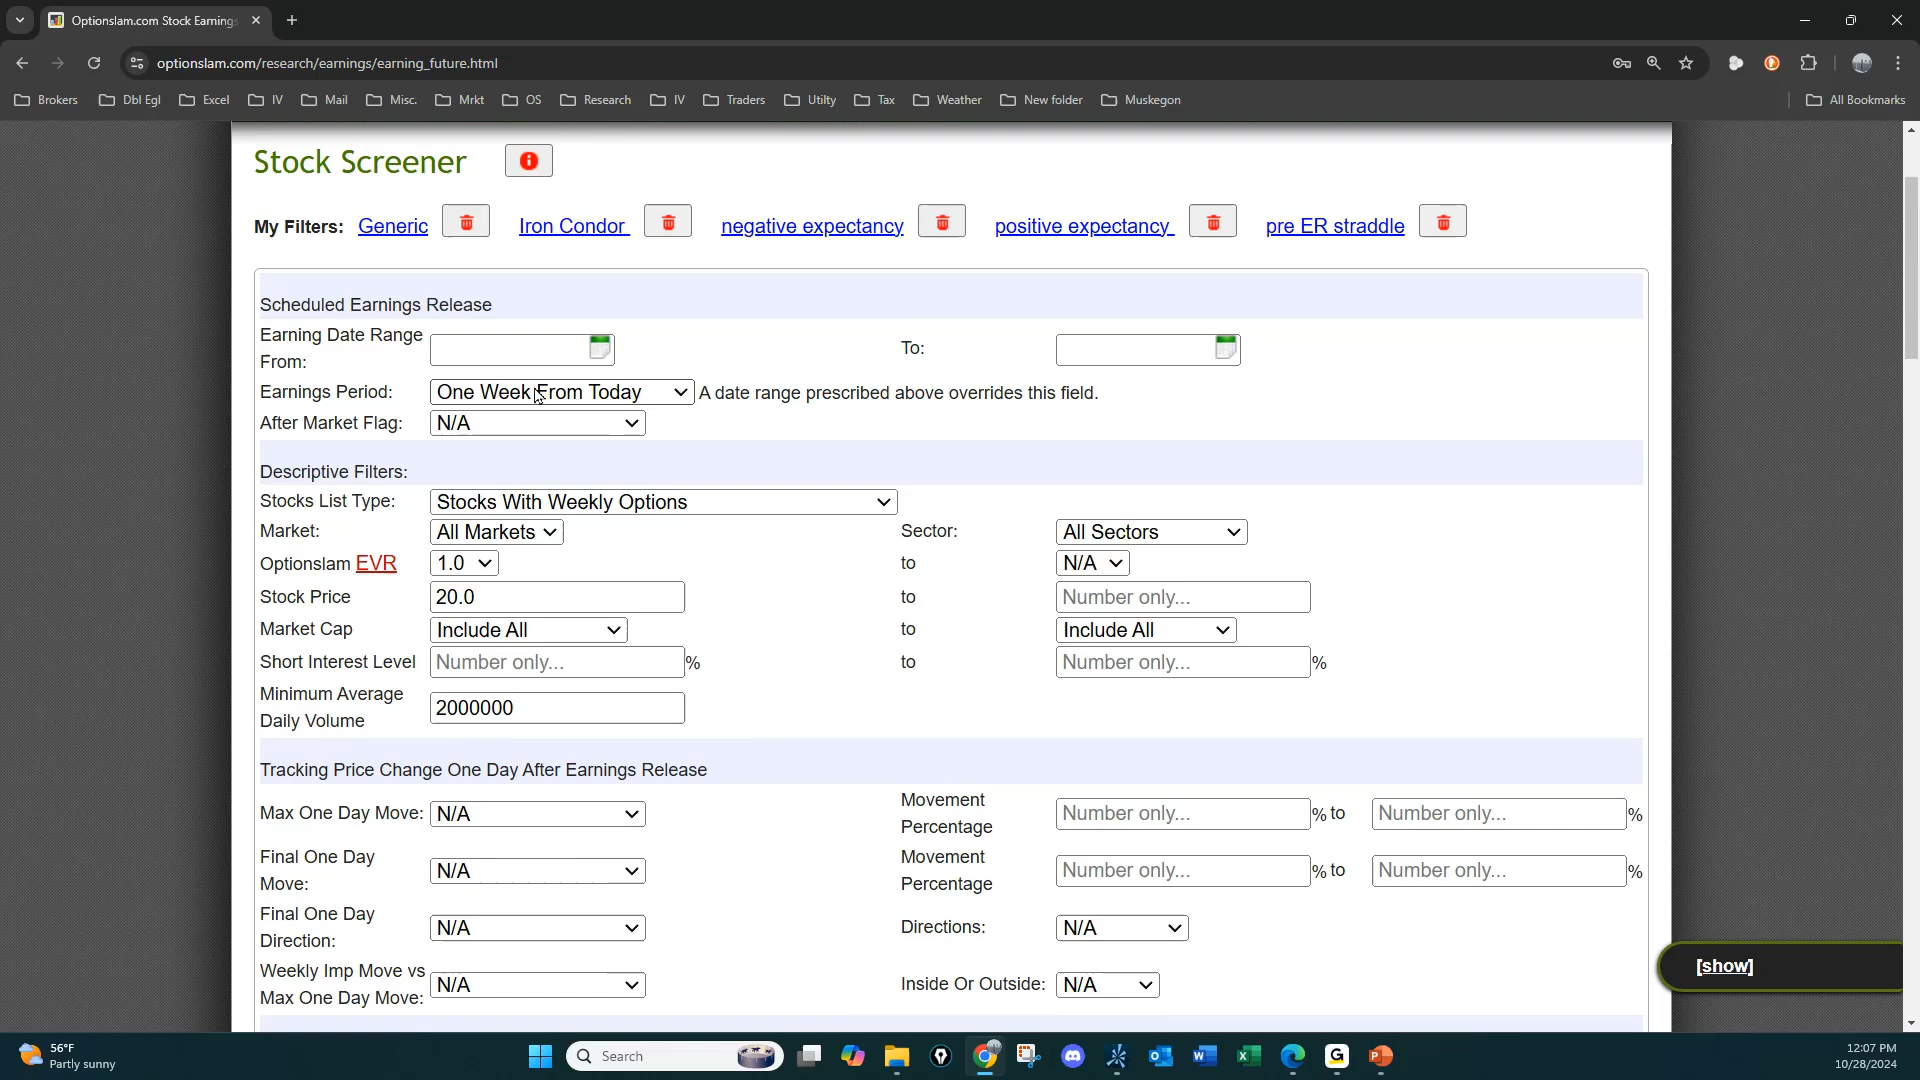 Optionslam.com Stock Earnings
optionslam.com/research/earnings/earning_future.html
Brokers Dbl Egl Excel IV Mail Misc. Mrkt OS Research IV Traders Utilty Tax Weather New folder Muskegon All Bookmarks
Stock Screener
My Filters: Generic Iron Condor negative expectancy positive expectancy pre ER straddle
Scheduled Earnings Release
Earning Date Range
From: To:
Earnings Period: One Week From Today A date range prescribed above overrides this field.
After Market Flag: N/A
Descriptive Filters:
Stocks List Type: Stocks With Weekly Options
Market: All Markets Sector: All Sectors
Optionslam EVR 1.0 to N/A
Stock Price 20.0 to Number only...
Market Cap Include All to Include All
Short Interest Level Number only... % to Number only... %
Minimum Average
Daily Volume 2000000
Tracking Price Change One Day After Earnings Release
Max One Day Move: N/A Movement
Percentage Number only... % to Number only... %
Final One Day
Move: N/A Movement
Percentage Number only... % to Number only... %
Final One Day
Direction: N/A Directions: N/A
Weekly Imp Move vs
Max One Day Move: N/A Inside Or Outside: N/A
[show]
56°F
Partly sunny
Search
12:07 PM
10/28/2024